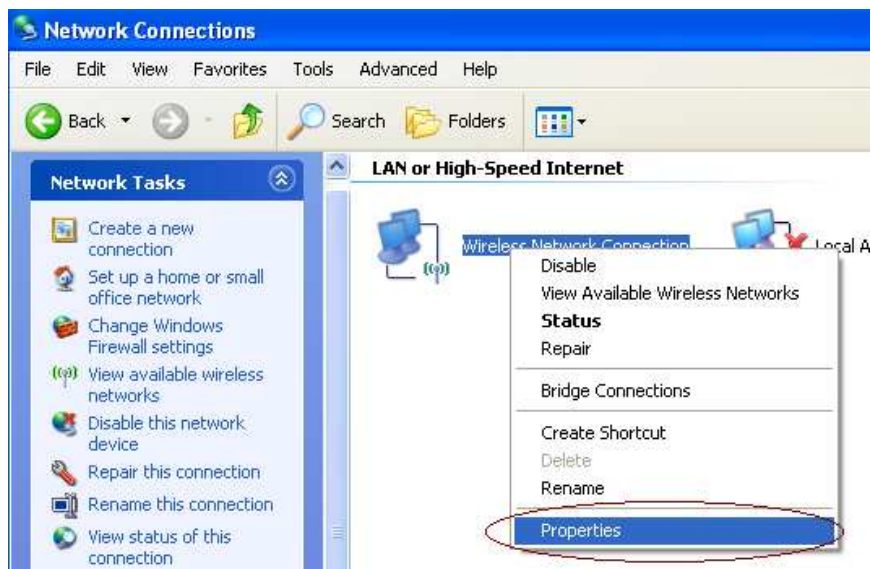 Network Connections
File Edit View Favorites Tools Advanced Help
Back Search Folders
Network Tasks
Create a new
connection
Set up a home or small
office network
Change Windows
Firewall settings
View available wireless
networks
Disable this network
device
Repair this connection
Rename this connection
View status of this
connection
LAN or High-Speed Internet
Wireless Network Connection
Local A
Disable
View Available Wireless Networks
Status
Repair
Bridge Connections
Create Shortcut
Delete
Rename
Properties